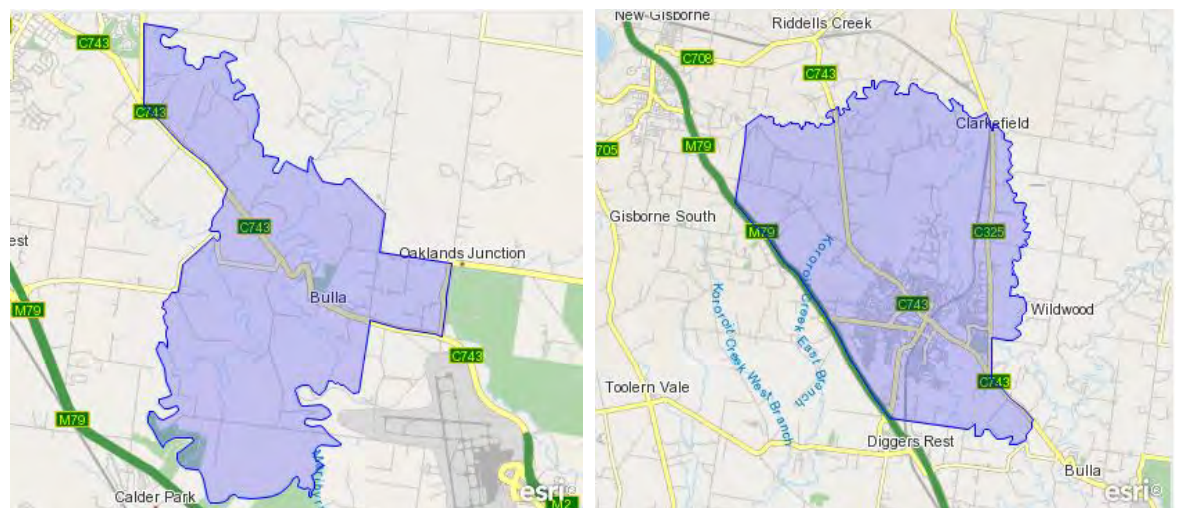 C743
C743
C743
Oaklands Junction
est
Bulla
M79
C743
M79
Calder Park
esri©
M2
New Gisborne
Riddells Creek
C708
C743
Clarkefield
M79
705
Gisborne South
M79
C325
Kororoit Creek East Branch
Kororoit Creek West Branch
C743
Wildwood
Toolern Vale
C743
Diggers Rest
Bulla
esri©